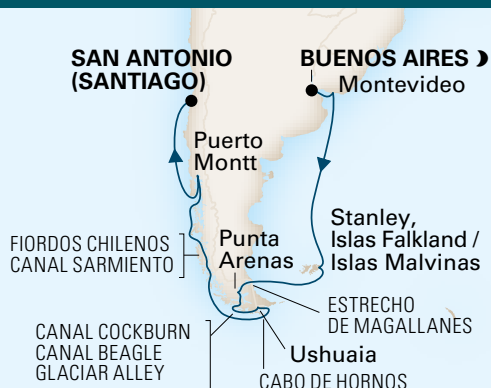 SAN ANTONIO
(SANTIAGO)
BUENOS AIRES
Montevideo
Puerto
Montt
Stanley,
Islas Falkland /
Islas Malvinas
FIORDOS CHILENOS
CANAL SARMIENTO
Punta
Arenas
ESTRECHO
DE MAGALLANES
CANAL COCKBURN
CANAL BEAGLE
GLACIAR ALLEY
Ushuaia
CABO DE HORNOS